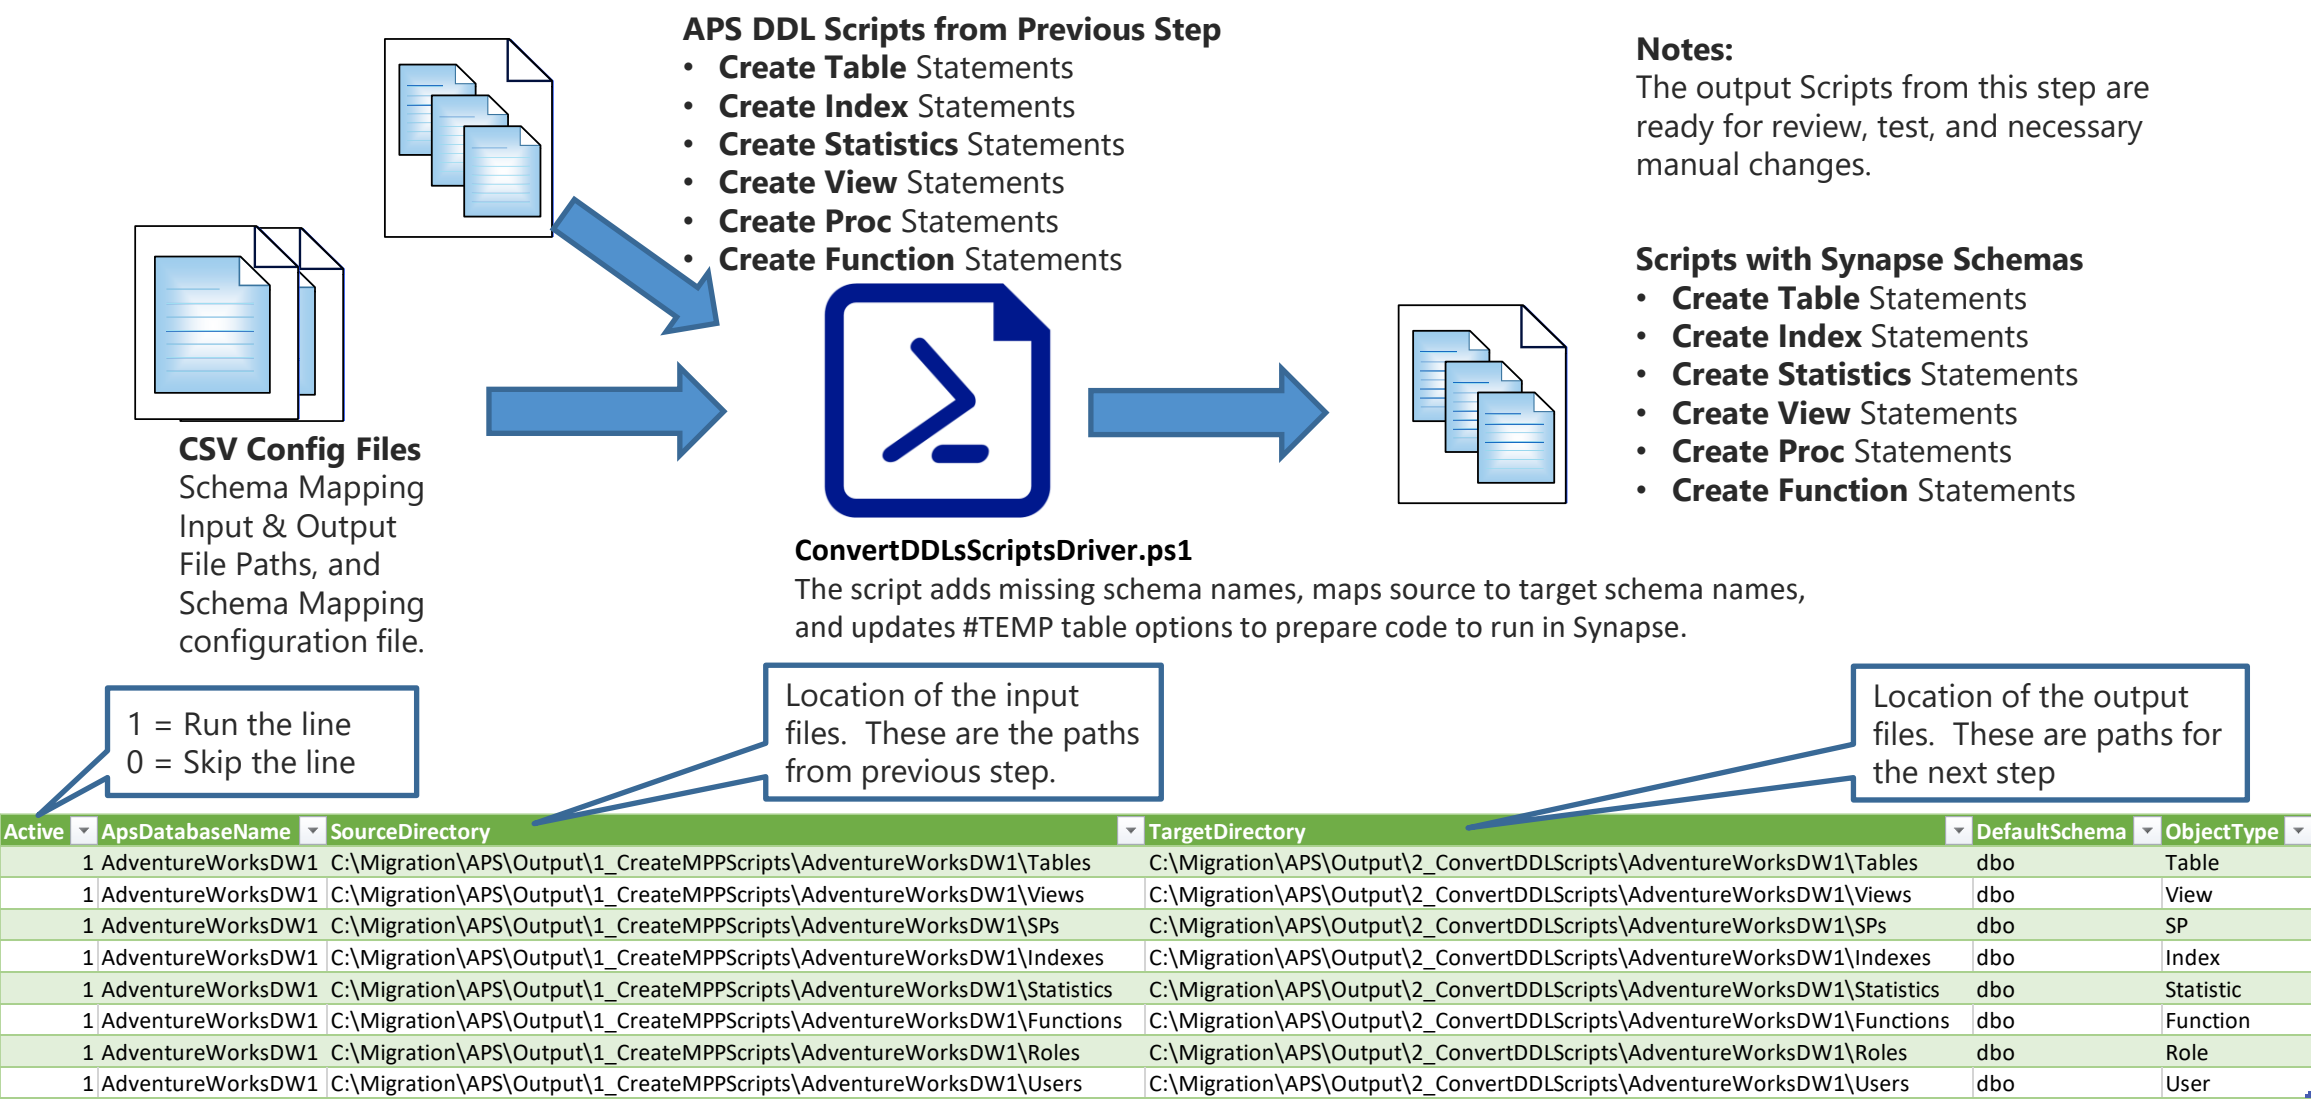 APS DDL Scripts from Previous Step
• Create Table Statements
• Create Index Statements
• Create Statistics Statements
• Create View Statements
• Create Proc Statements
• Create Function Statements
Notes:
The output Scripts from this step are
ready for review, test, and necessary
manual changes.
Scripts with Synapse Schemas
• Create Table Statements
• Create Index Statements
• Create Statistics Statements
• Create View Statements
• Create Proc Statements
• Create Function Statements
CSV Config Files
Schema Mapping
Input & Output
File Paths, and
Schema Mapping
configuration file.
ConvertDDLsScriptsDriver.ps1
The script adds missing schema names, maps source to target schema names,
and updates #TEMP table options to prepare code to run in Synapse.
1 = Run the line
0 = Skip the line
Location of the input
files.  These are the paths
from previous step.
Location of the output
files.  These are paths for
the next step
Active ApsDatabaseName SourceDirectory TargetDirectory DefaultSchema ObjectType
1 AdventureWorksDW1 C:\Migration\APS\Output\1_CreateMPPScripts\AdventureWorksDW1\Tables C:\Migration\APS\Output\2_ConvertDDLScripts\AdventureWorksDW1\Tables dbo Table
1 AdventureWorksDW1 C:\Migration\APS\Output\1_CreateMPPScripts\AdventureWorksDW1\Views C:\Migration\APS\Output\2_ConvertDDLScripts\AdventureWorksDW1\Views dbo View
1 AdventureWorksDW1 C:\Migration\APS\Output\1_CreateMPPScripts\AdventureWorksDW1\SPs C:\Migration\APS\Output\2_ConvertDDLScripts\AdventureWorksDW1\SPs dbo SP
1 AdventureWorksDW1 C:\Migration\APS\Output\1_CreateMPPScripts\AdventureWorksDW1\Indexes C:\Migration\APS\Output\2_ConvertDDLScripts\AdventureWorksDW1\Indexes dbo Index
1 AdventureWorksDW1 C:\Migration\APS\Output\1_CreateMPPScripts\AdventureWorksDW1\Statistics C:\Migration\APS\Output\2_ConvertDDLScripts\AdventureWorksDW1\Statistics dbo Statistic
1 AdventureWorksDW1 C:\Migration\APS\Output\1_CreateMPPScripts\AdventureWorksDW1\Functions C:\Migration\APS\Output\2_ConvertDDLScripts\AdventureWorksDW1\Functions dbo Function
1 AdventureWorksDW1 C:\Migration\APS\Output\1_CreateMPPScripts\AdventureWorksDW1\Roles C:\Migration\APS\Output\2_ConvertDDLScripts\AdventureWorksDW1\Roles dbo Role
1 AdventureWorksDW1 C:\Migration\APS\Output\1_CreateMPPScripts\AdventureWorksDW1\Users C:\Migration\APS\Output\2_ConvertDDLScripts\AdventureWorksDW1\Users dbo User